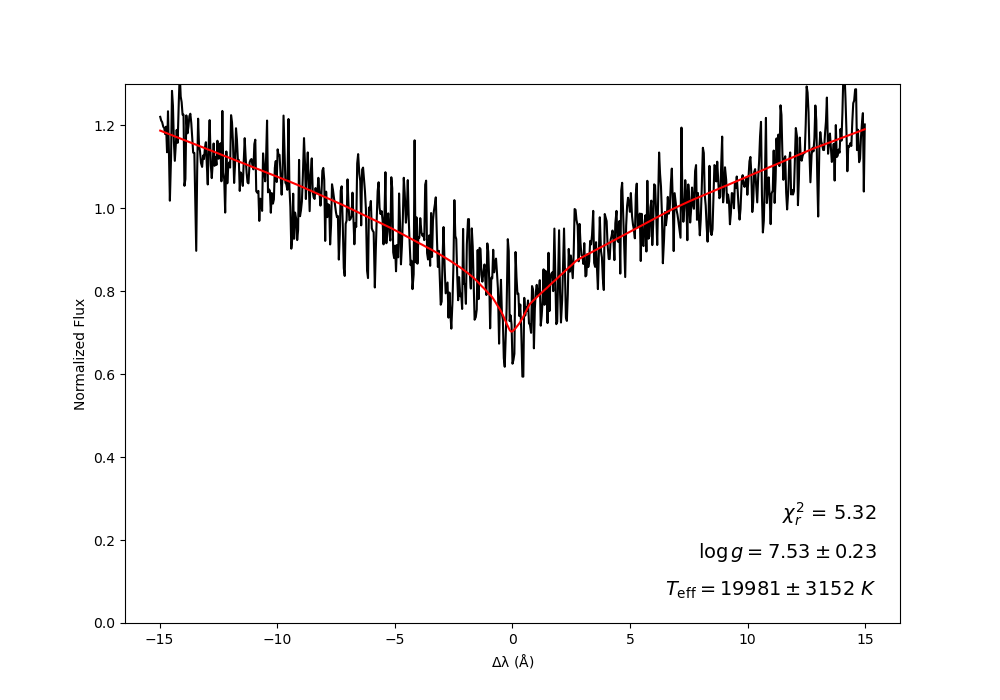 1.2
1.0
0.8
0.6
0.4
0.2
0.0
Normalized Flux
χ²ᵣ = 5.32
log g = 7.53 ± 0.23
T_eff = 19981 ± 3152 K
−15 −10 −5 0 5 10 15
Δλ (Å)